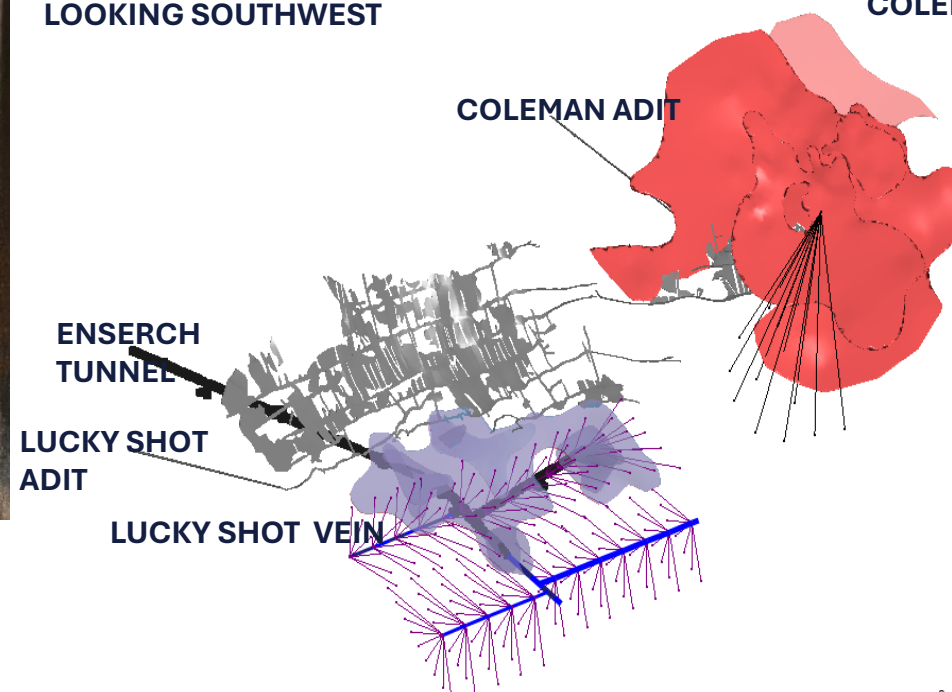 LOOKING SOUTHWEST
COLEMAN ADIT
ENSERCH
TUNNEL
LUCKY SHOT
ADIT
LUCKY SHOT VEIN